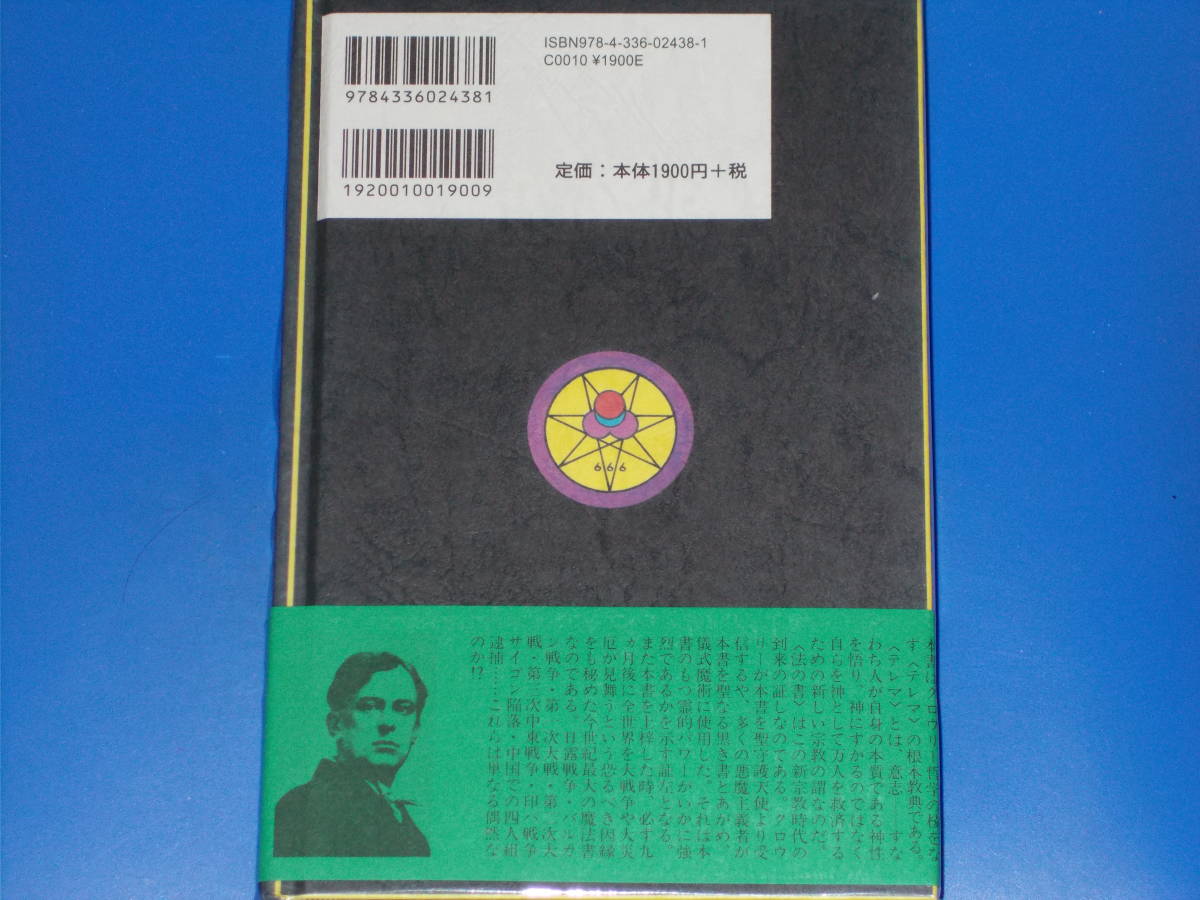 ISBN978-4-336-02438-1
C0010 ¥1900E
9784336024381
定価：本体1900円+税
1920010019009
666
本書はクロウリー哲学の核をな
す〈テレマ〉の根本教典である。
〈テレマ〉とは、意志――すな
わち人が自身の本質である神性
を悟り、神にすがるのではなく
自らを神として万人を救済する
ための新しい宗教の謂なのだ。
〈法の書〉はこの新宗教時代の
到来の証しなのである。クロウ
リーが本書を聖守護天使より受
信するや、多くの悪魔主義者が
本書を聖なる黒き書とあがめ、
儀式魔術に使用した。それは本
書のもつ霊的パワーがいかに強
烈であるかを示す証左となる。
また本書を上梓した時、必ず九
ヵ月後に全世界を大戦争や大災
厄が見舞うという恐るべき因縁
をも秘めた今世紀最大の魔法書
なのである。日露戦争・バルカ
ン戦争・第一次大戦・第二次大
戦・第三次中東戦争・印パ戦争
サイゴン陥落・中国での四人組
逮捕……これらは単なる偶然な
のか!?